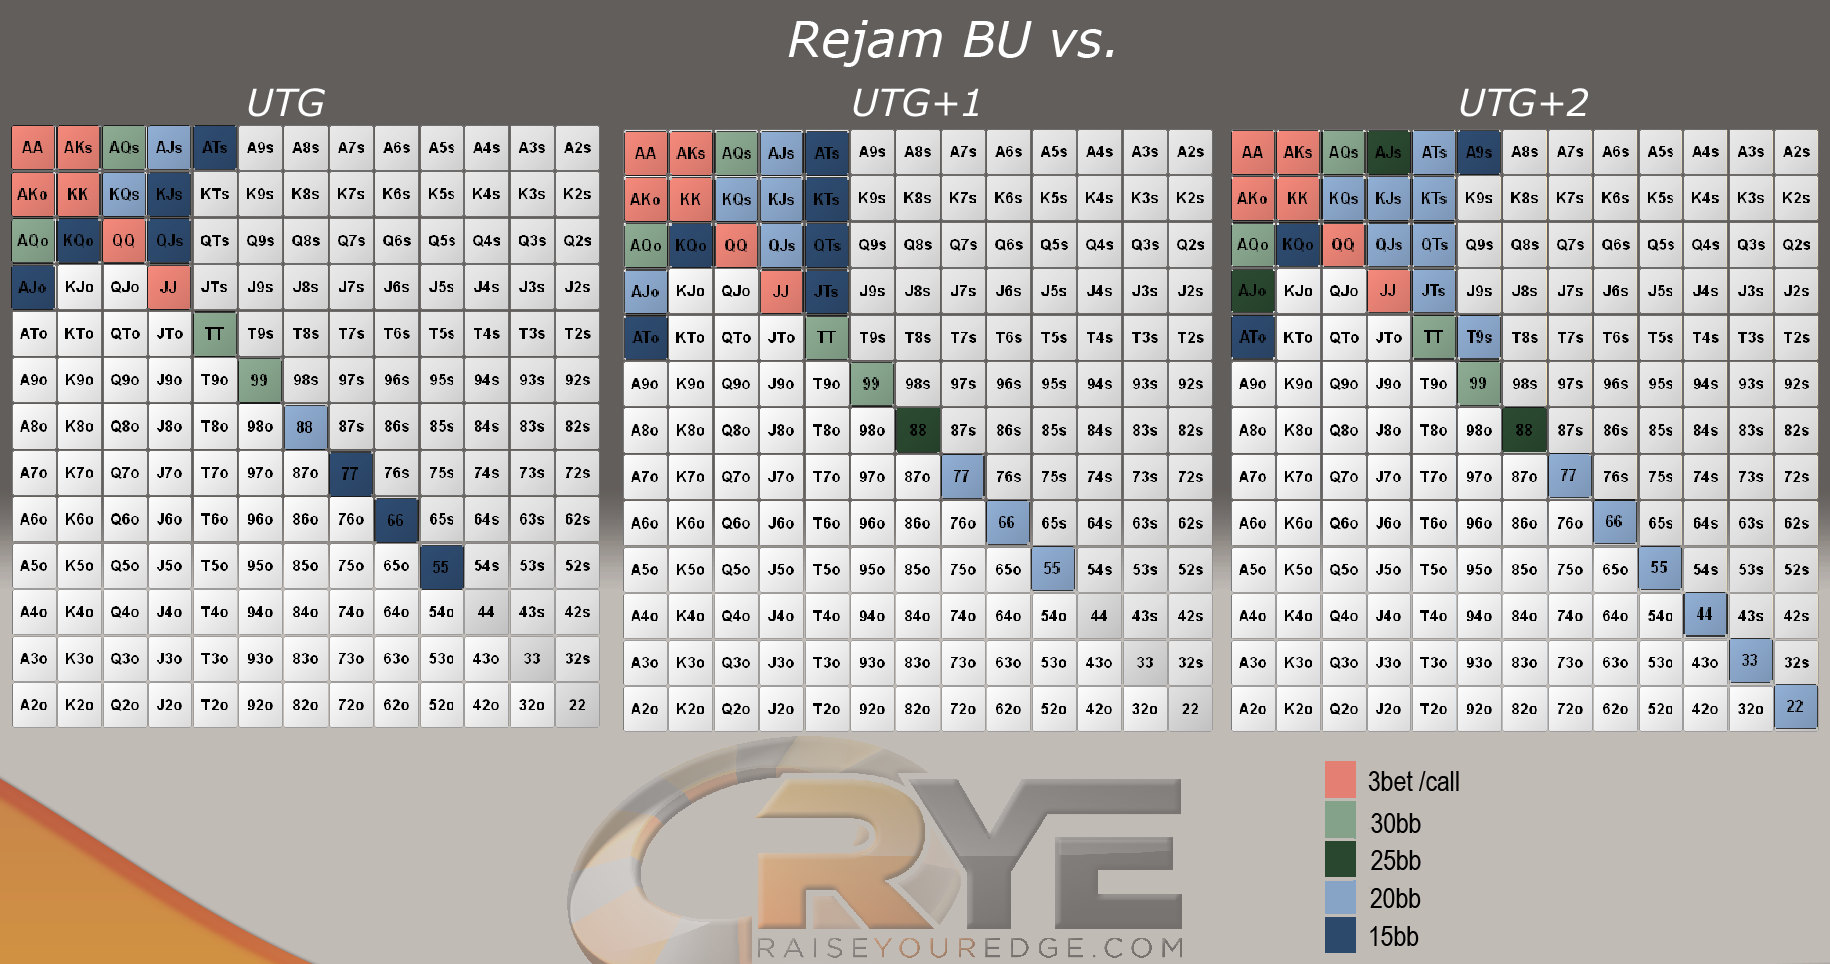 Rejam BU vs.
UTG
AA AKs AQs AJs ATs A9s A8s A7s A6s A5s A4s A3s A2s
AKo KK KQs KJs KTs K9s K8s K7s K6s K5s K4s K3s K2s
AQo KQo QQ QJs QTs Q9s Q8s Q7s Q6s Q5s Q4s Q3s Q2s
AJo KJo QJo JJ JTs J9s J8s J7s J6s J5s J4s J3s J2s
ATo KTo QTo JTo TT T9s T8s T7s T6s T5s T4s T3s T2s
A9o K9o Q9o J9o T9o 99 98s 97s 96s 95s 94s 93s 92s
A8o K8o Q8o J8o T8o 98o 88 87s 86s 85s 84s 83s 82s
A7o K7o Q7o J7o T7o 97o 87o 77 76s 75s 74s 73s 72s
A6o K6o Q6o J6o T6o 96o 86o 76o 66 65s 64s 63s 62s
A5o K5o Q5o J5o T5o 95o 85o 75o 65o 55 54s 53s 52s
A4o K4o Q4o J4o T4o 94o 84o 74o 64o 54o 44 43s 42s
A3o K3o Q3o J3o T3o 93o 83o 73o 63o 53o 43o 33 32s
A2o K2o Q2o J2o T2o 92o 82o 72o 62o 52o 42o 32o 22
UTG+1
AA AKs AQs AJs ATs A9s A8s A7s A6s A5s A4s A3s A2s
AKo KK KQs KJs KTs K9s K8s K7s K6s K5s K4s K3s K2s
AQo KQo QQ QJs QTs Q9s Q8s Q7s Q6s Q5s Q4s Q3s Q2s
AJo KJo QJo JJ JTs J9s J8s J7s J6s J5s J4s J3s J2s
ATo KTo QTo JTo TT T9s T8s T7s T6s T5s T4s T3s T2s
A9o K9o Q9o J9o T9o 99 98s 97s 96s 95s 94s 93s 92s
A8o K8o Q8o J8o T8o 98o 88 87s 86s 85s 84s 83s 82s
A7o K7o Q7o J7o T7o 97o 87o 77 76s 75s 74s 73s 72s
A6o K6o Q6o J6o T6o 96o 86o 76o 66 65s 64s 63s 62s
A5o K5o Q5o J5o T5o 95o 85o 75o 65o 55 54s 53s 52s
A4o K4o Q4o J4o T4o 94o 84o 74o 64o 54o 44 43s 42s
A3o K3o Q3o J3o T3o 93o 83o 73o 63o 53o 43o 33 32s
A2o K2o Q2o J2o T2o 92o 82o 72o 62o 52o 42o 32o 22
UTG+2
AA AKs AQs AJs ATs A9s A8s A7s A6s A5s A4s A3s A2s
AKo KK KQs KJs KTs K9s K8s K7s K6s K5s K4s K3s K2s
AQo KQo QQ QJs QTs Q9s Q8s Q7s Q6s Q5s Q4s Q3s Q2s
AJo KJo QJo JJ JTs J9s J8s J7s J6s J5s J4s J3s J2s
ATo KTo QTo JTo TT T9s T8s T7s T6s T5s T4s T3s T2s
A9o K9o Q9o J9o T9o 99 98s 97s 96s 95s 94s 93s 92s
A8o K8o Q8o J8o T8o 98o 88 87s 86s 85s 84s 83s 82s
A7o K7o Q7o J7o T7o 97o 87o 77 76s 75s 74s 73s 72s
A6o K6o Q6o J6o T6o 96o 86o 76o 66 65s 64s 63s 62s
A5o K5o Q5o J5o T5o 95o 85o 75o 65o 55 54s 53s 52s
A4o K4o Q4o J4o T4o 94o 84o 74o 64o 54o 44 43s 42s
A3o K3o Q3o J3o T3o 93o 83o 73o 63o 53o 43o 33 32s
A2o K2o Q2o J2o T2o 92o 82o 72o 62o 52o 42o 32o 22
3bet /call
30bb
25bb
20bb
15bb
RYE
RAISEYOUREDGE.COM